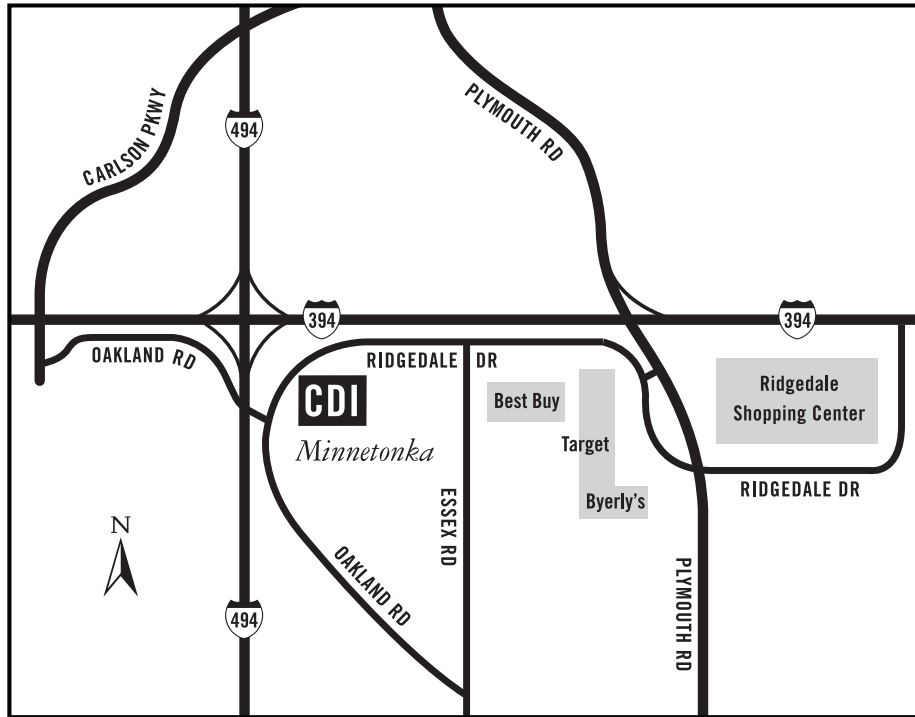 CARLSON PKWY
494
PLYMOUTH RD
394
394
OAKLAND RD
RIDGEDALE DR
CDI
Minnetonka
Best Buy
Target
Byerly's
Ridgedale
Shopping Center
RIDGEDALE DR
ESSEX RD
OAKLAND RD
PLYMOUTH RD
N
494